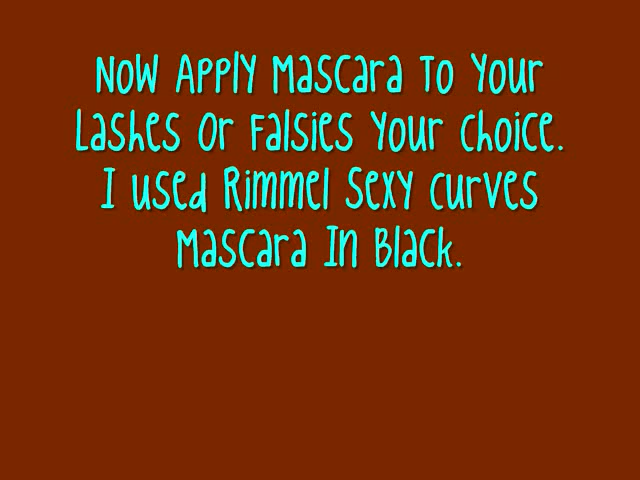 Now Apply Mascara To Your
Lashes Or Falsies Your Choice.
I used Rimmel Sexy Curves
Mascara In Black.